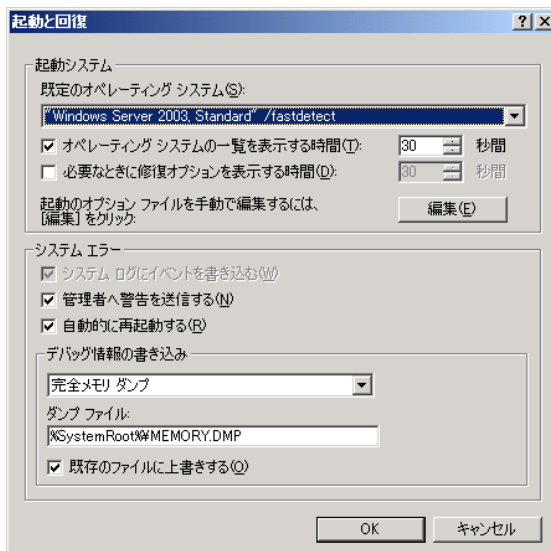 起動と回復
起動システム
既定のオペレーティング システム(S):
"Windows Server 2003, Standard" /fastdetect
オペレーティング システムの一覧を表示する時間(T): 30 秒間
必要なときに修復オプションを表示する時間(D): 30 秒間
起動のオプション ファイルを手動で編集するには、
[編集] をクリック: 編集(E)
システム エラー
システム ログにイベントを書き込む(W)
管理者へ警告を送信する(N)
自動的に再起動する(R)
デバッグ情報の書き込み
完全メモリ ダンプ
ダンプ ファイル:
%SystemRoot%¥MEMORY.DMP
既存のファイルに上書きする(O)
OK キャンセル